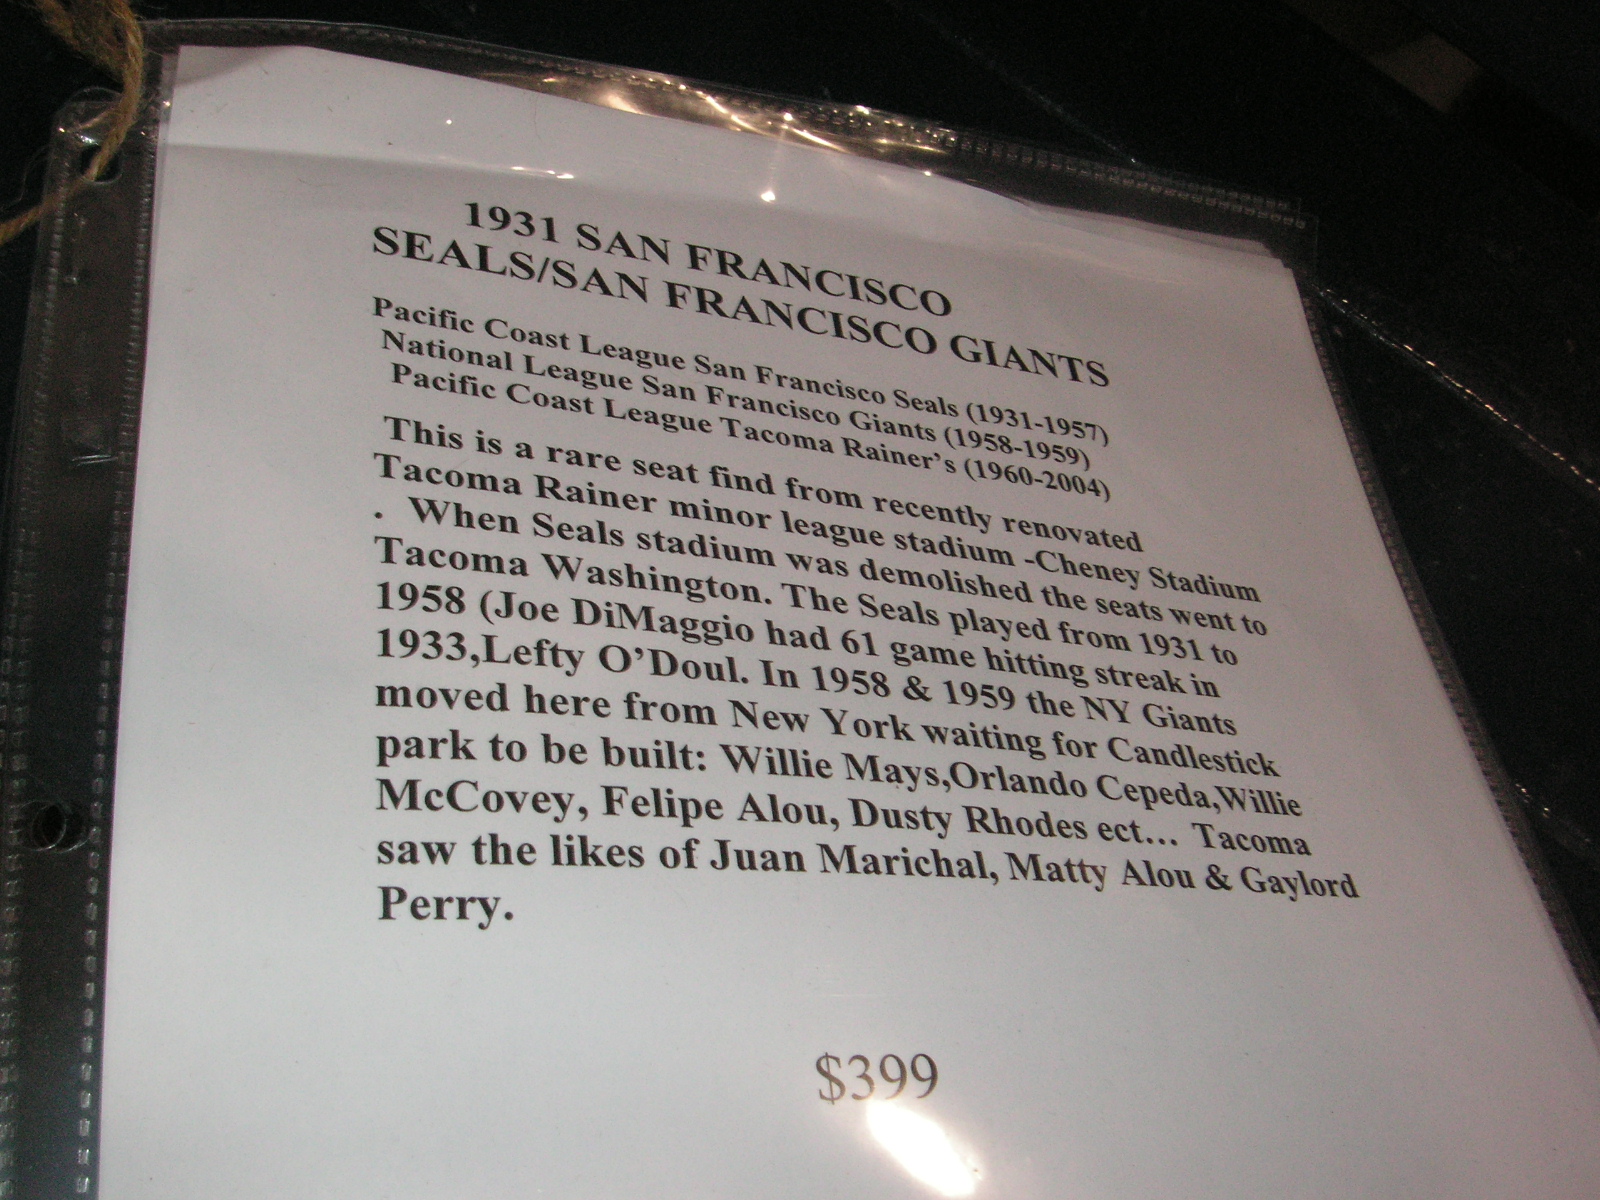 1931 SAN FRANCISCO
SEALS/SAN FRANCISCO GIANTS
Pacific Coast League San Francisco Seals (1931-1957)
National League San Francisco Giants (1958-1959)
Pacific Coast League Tacoma Rainer's (1960-2004)
This is a rare seat find from recently renovated
Tacoma Rainer minor league stadium -Cheney Stadium
. When Seals stadium was demolished the seats went to
Tacoma Washington. The Seals played from 1931 to
1958 (Joe DiMaggio had 61 game hitting streak in
1933,Lefty O'Doul. In 1958 & 1959 the NY Giants
moved here from New York waiting for Candlestick
park to be built: Willie Mays,Orlando Cepeda,Willie
McCovey, Felipe Alou, Dusty Rhodes ect... Tacoma
saw the likes of Juan Marichal, Matty Alou & Gaylord
Perry.
$399